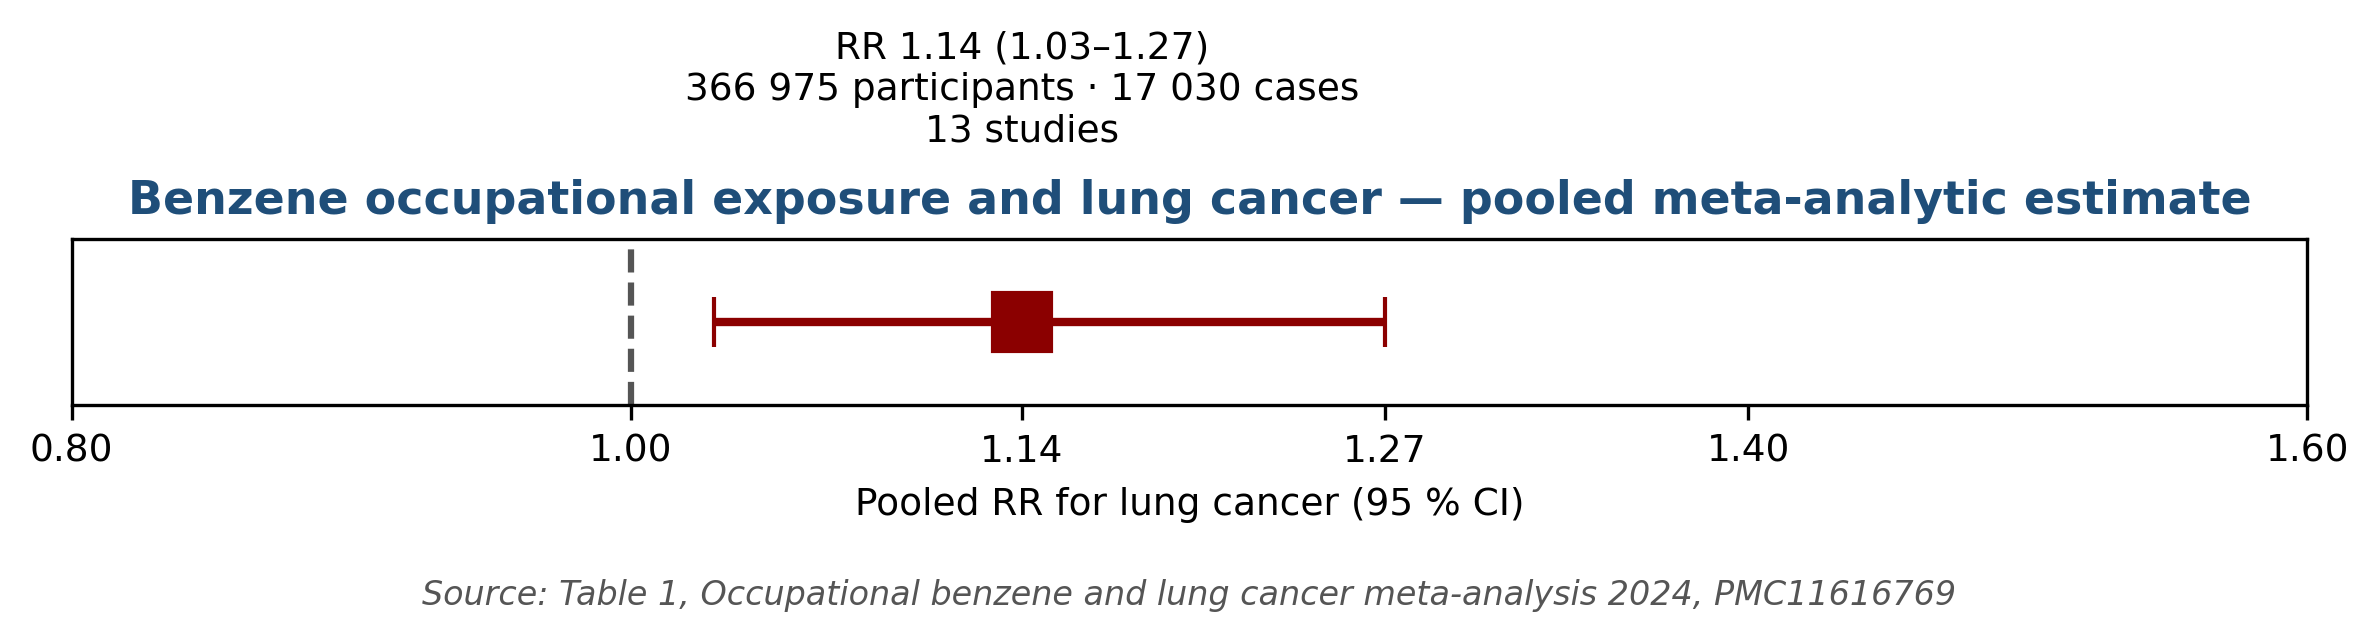 RR 1.14 (1.03–1.27)
366 975 participants · 17 030 cases
13 studies
Benzene occupational exposure and lung cancer — pooled meta-analytic estimate
0.80 1.00 1.14 1.27 1.40 1.60
Pooled RR for lung cancer (95 % CI)
Source: Table 1, Occupational benzene and lung cancer meta-analysis 2024, PMC11616769